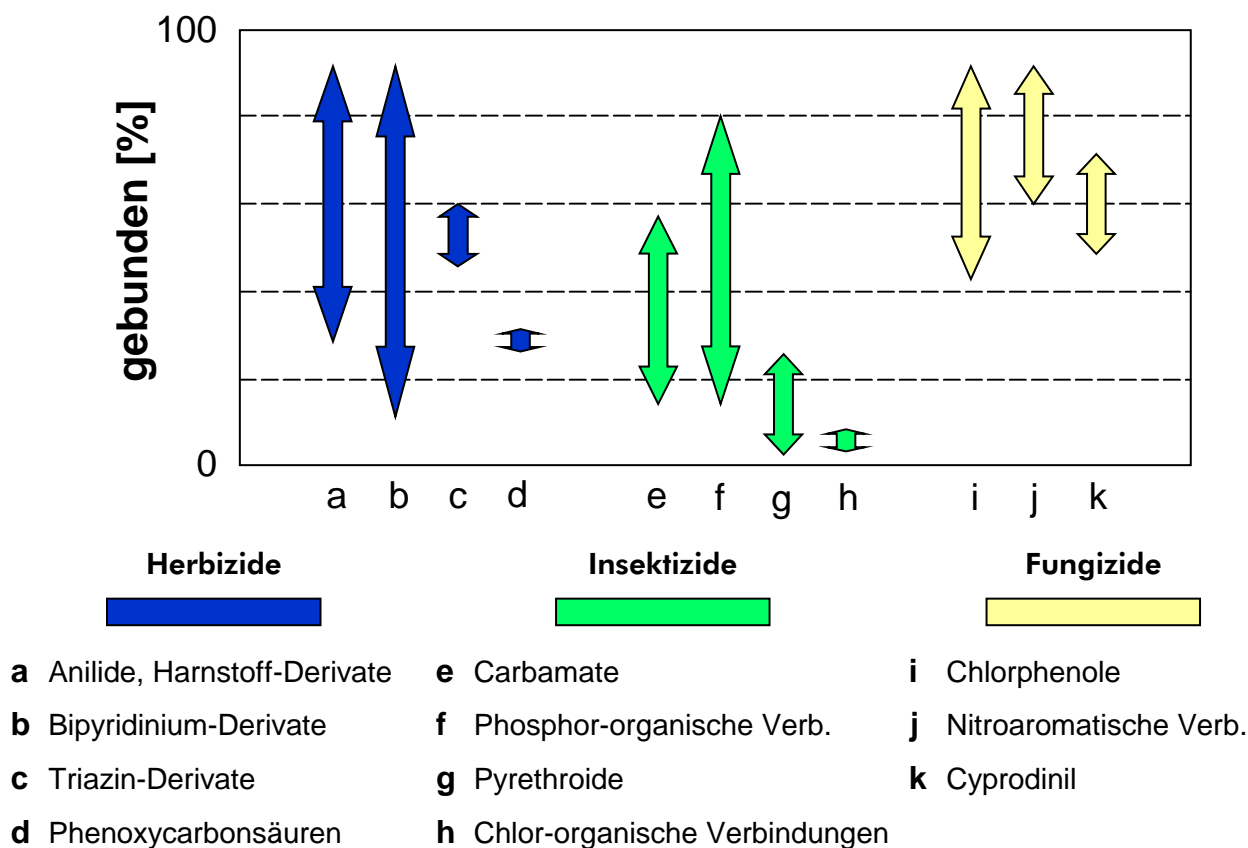 100
gebunden [%]
0
a b c d e f g h i j k
Herbizide
a Anilide, Harnstoff-Derivate
b Bipyridinium-Derivate
c Triazin-Derivate
d Phenoxycarbonsäuren
Insektizide
e Carbamate
f Phosphor-organische Verb.
g Pyrethroide
h Chlor-organische Verbindungen
Fungizide
i Chlorphenole
j Nitroaromatische Verb.
k Cyprodinil